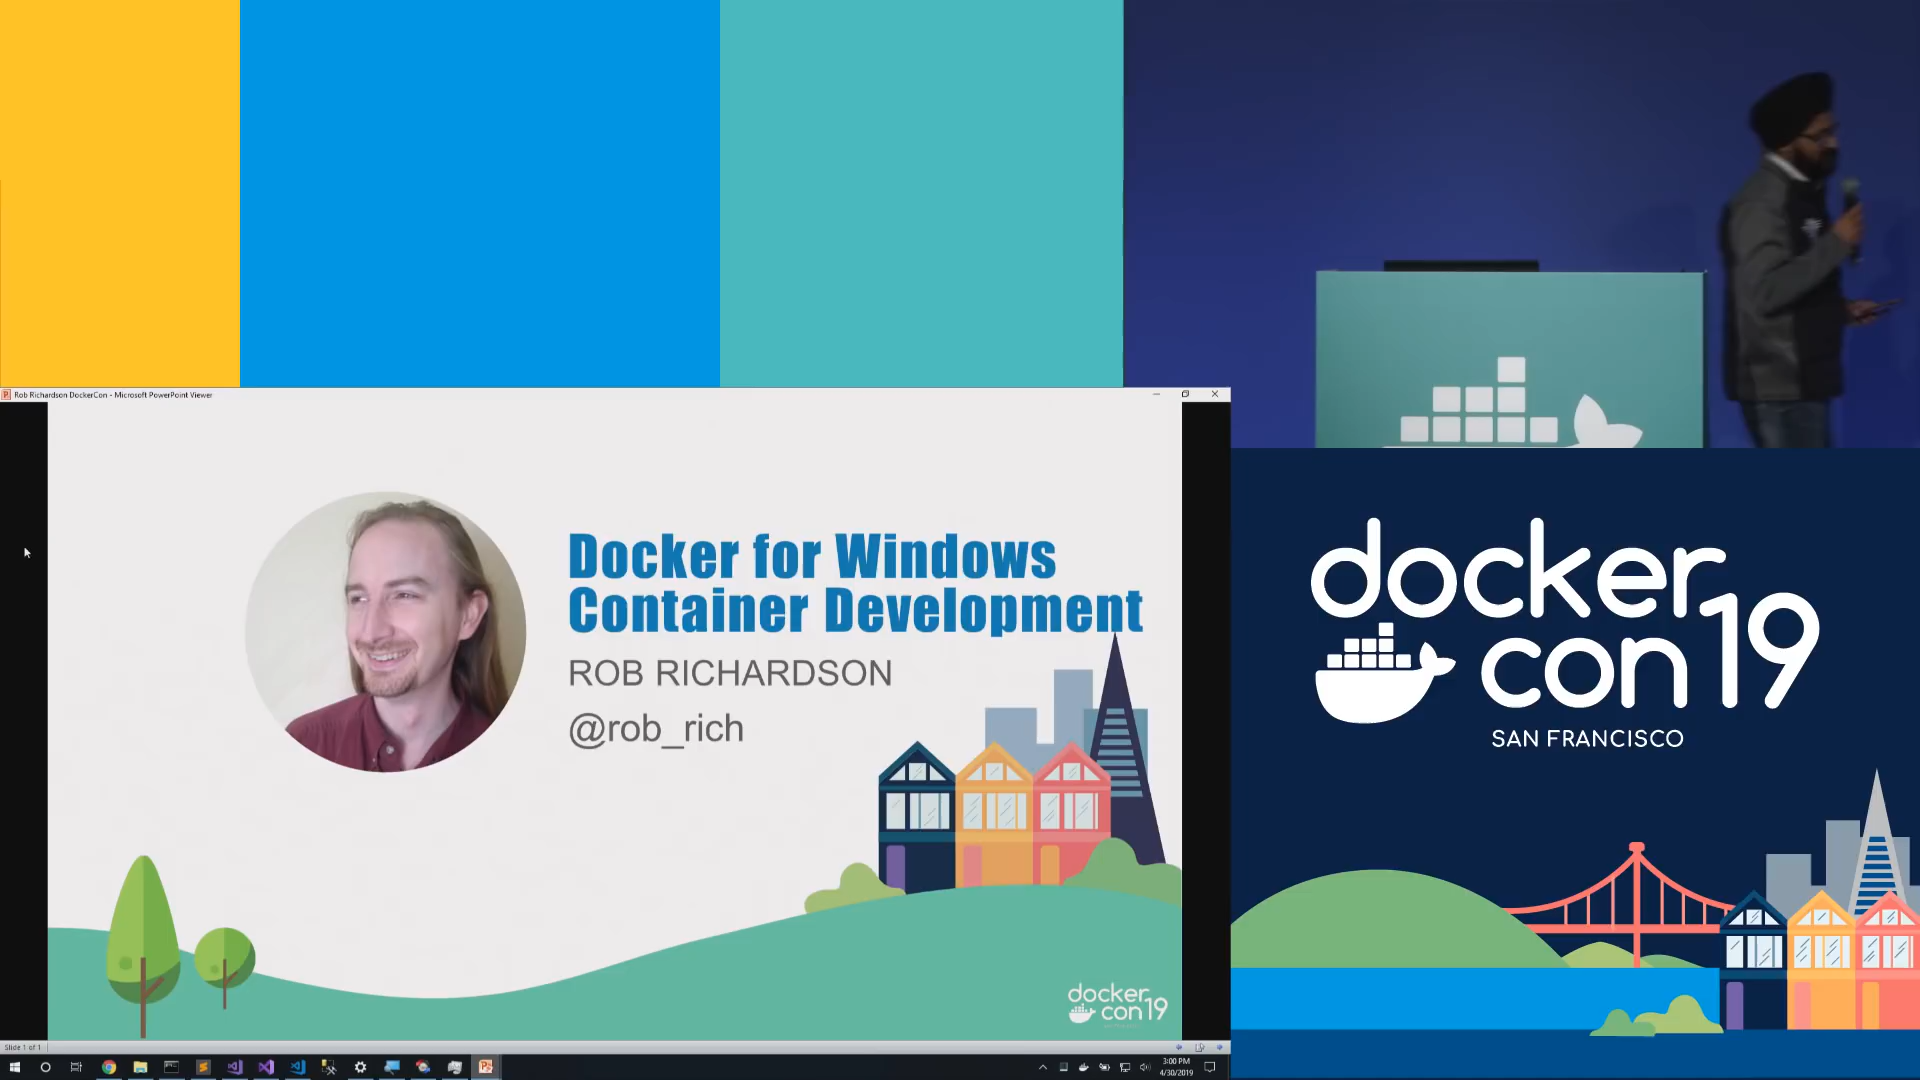 Rob Richardson DockerCon - Microsoft PowerPoint Viewer
Docker for Windows
Container Development
ROB RICHARDSON
@rob_rich
docker
con19
Slide 1 of 1
3:00 PM
4/30/2019
docker
con19
SAN FRANCISCO